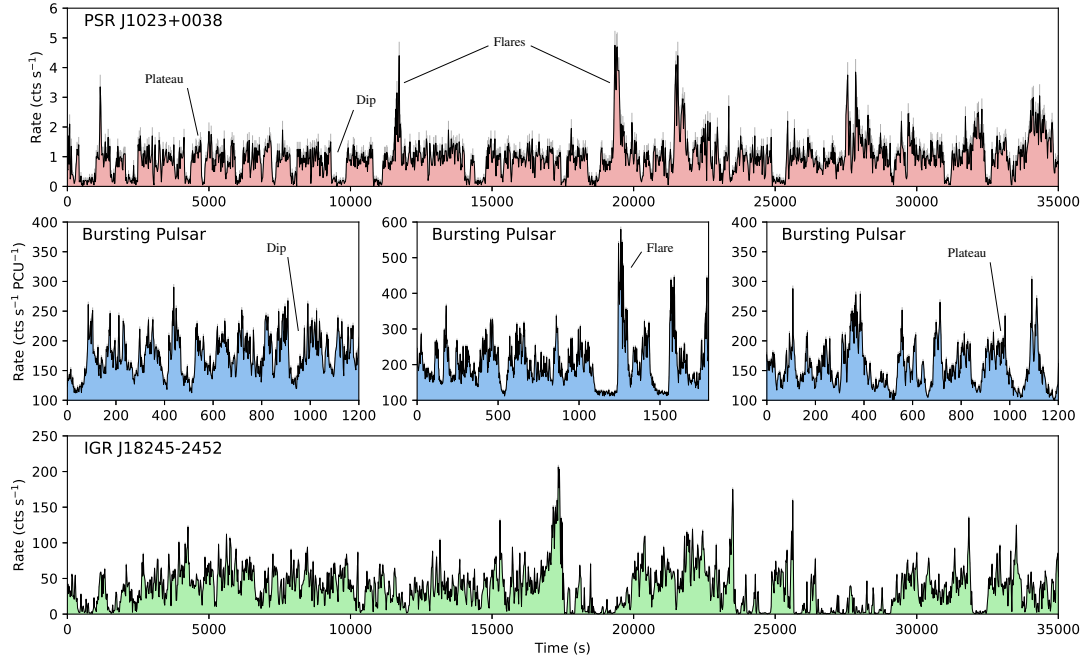 PSR J1023+0038
Flares
Plateau
Dip
Rate (cts s⁻¹)
6
5
4
3
2
1
0
0 5000 10000 15000 20000 25000 30000 35000
Bursting Pulsar
Dip
Rate (cts s⁻¹ PCU⁻¹)
400
350
300
250
200
150
100
0 200 400 600 800 1000 1200
Bursting Pulsar
Flare
600
500
400
300
200
100
0 500 1000 1500
Bursting Pulsar
Plateau
400
350
300
250
200
150
100
0 200 400 600 800 1000 1200
IGR J18245-2452
Rate (cts s⁻¹)
250
200
150
100
50
0
0 5000 10000 15000 20000 25000 30000 35000
Time (s)